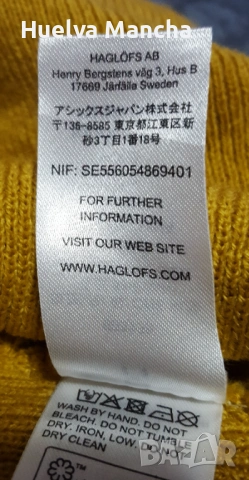 Huelva Mancha
HAGLÖFS AB
Henry Bergstens väg 3, Hus B
17669 Järfälla Sweden
アシックスジャパン株式会社
〒136-8585 東京都江東区新
砂3丁目1番18号
NIF: SE556054869401
FOR FURTHER
INFORMATION
VISIT OUR WEB SITE
WWW.HAGLOFS.COM
WASH BY HAND. DO NOT
BLEACH. DO NOT TUMBLE
DRY. IRON, LOW. DO NOT
DRY CLEAN
TM
BAZAR